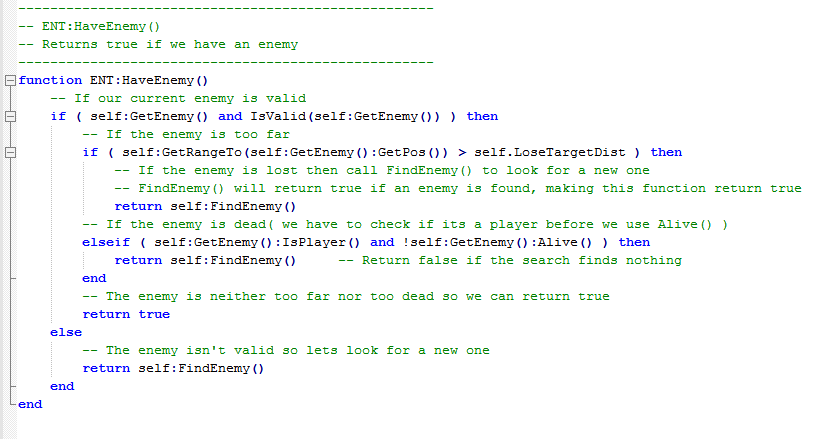 ----------------------------------------------------
-- ENT:HaveEnemy()
-- Returns true if we have an enemy
----------------------------------------------------
function ENT:HaveEnemy()
    -- If our current enemy is valid
    if ( self:GetEnemy() and IsValid(self:GetEnemy()) ) then
        -- If the enemy is too far
        if ( self:GetRangeTo(self:GetEnemy():GetPos()) > self.LoseTargetDist ) then
            -- If the enemy is lost then call FindEnemy() to look for a new one
            -- FindEnemy() will return true if an enemy is found, making this function return true
            return self:FindEnemy()
        -- If the enemy is dead( we have to check if its a player before we use Alive() )
        elseif ( self:GetEnemy():IsPlayer() and !self:GetEnemy():Alive() ) then
            return self:FindEnemy()     -- Return false if the search finds nothing
        end
        -- The enemy is neither too far nor too dead so we can return true
        return true
    else
        -- The enemy isn't valid so lets look for a new one
        return self:FindEnemy()
    end
end